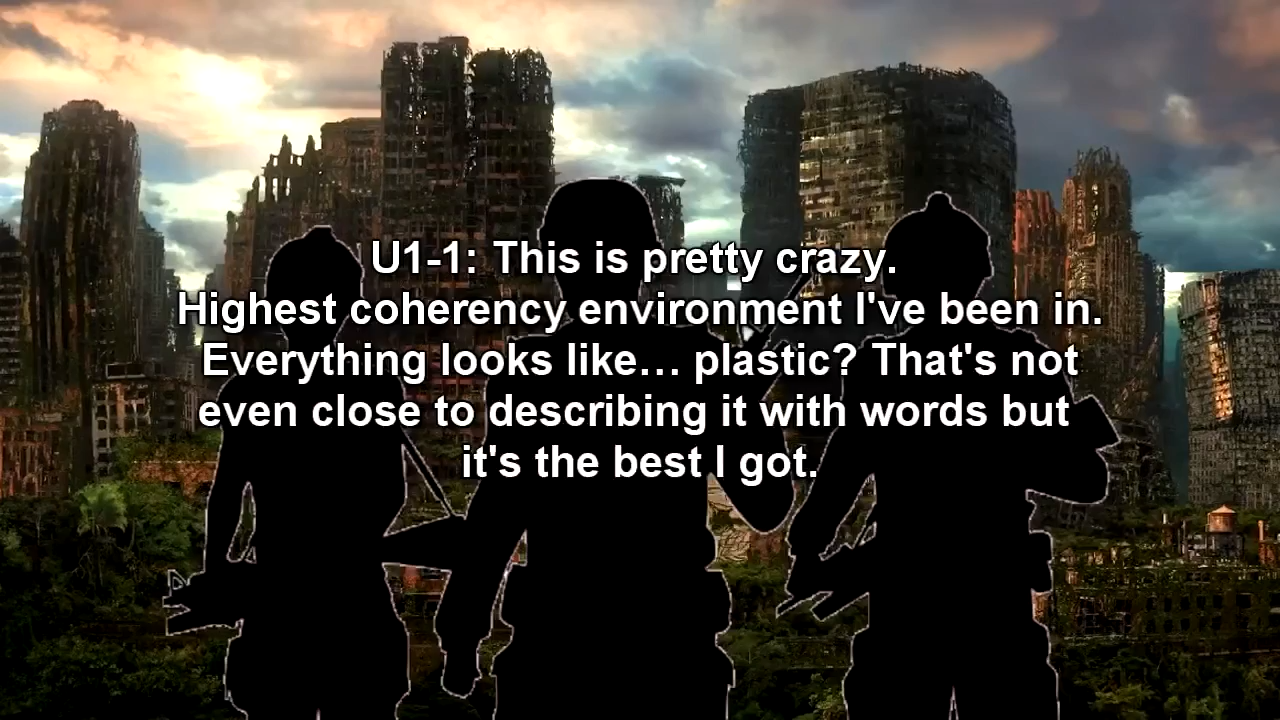 U1-1: This is pretty crazy.
Highest coherency environment I've been in.
Everything looks like… plastic? That's not
even close to describing it with words but
it's the best I got.